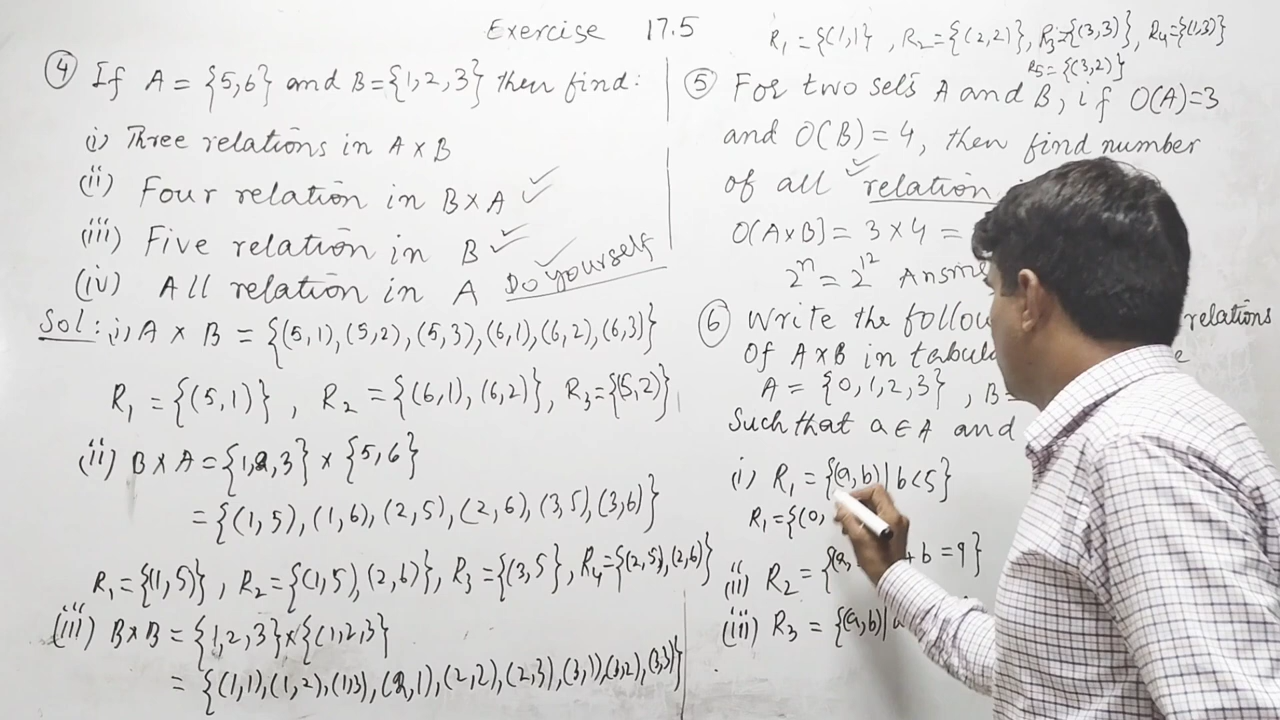 Exercise 17.5
④ If A = {5,6} and B={1,2,3} then find:
(i) Three relations in A × B
(ii) Four relation in B × A ✓
(iii) Five relation in B ✓
(iv) All relation in A Do yourself
Sol: i) A × B = {(5,1),(5,2),(5,3),(6,1),(6,2),(6,3)}
R₁ = {(5,1)}, R₂ = {(6,1),(6,2)}, R₃={(5,2)}
(ii) B × A = {1,2,3} × {5,6}
= {(1,5),(1,6),(2,5),(2,6),(3,5),(3,6)}
R₁={(1,5)}, R₂={(1,5),(2,6)}, R₃={(3,5}, R₄={(2,5),(2,6)}
(iii) B×B = {1,2,3}×{(1,2,3}
= {(1,1),(1,2),(1,3),(2,1),(2,2),(2,3),(3,1),(3,2),(3,3)}
R₁={(1,1}, R₂={(2,2)}, R₃={(3,3)}, R₄={(1,3)}
R₅={(3,2)}
⑤ For two sets A and B, if O(A)=3
and O(B)=4, then find number
of all relation
O(A×B) = 3 × 4 =
2ⁿ = 2¹²
⑥ Write the relations
Of A×B in
A = {0,1,2,3}, B=
Such that a ∈ A and
(i) R₁ = {(a,b)|b<5}
R₁={(0,
(ii) R₂ = {(a, + b = 9}
(iii) R₃ = {(a,b)|